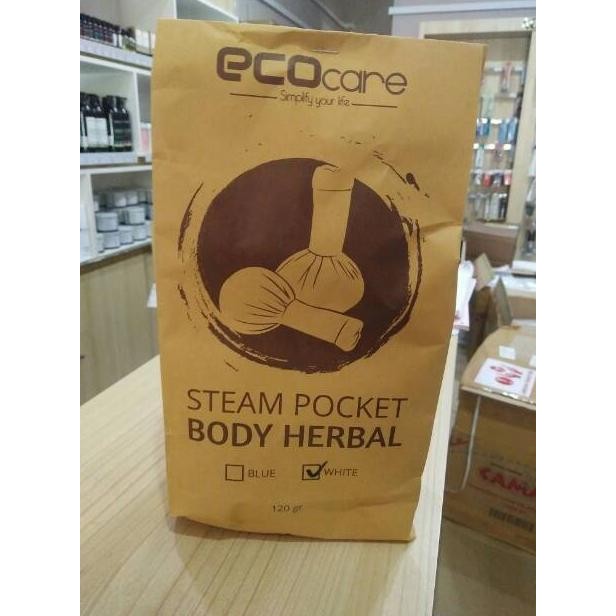 ecocare
Simplify your life
STEAM POCKET
BODY HERBAL
BLUE WHITE
120 gr